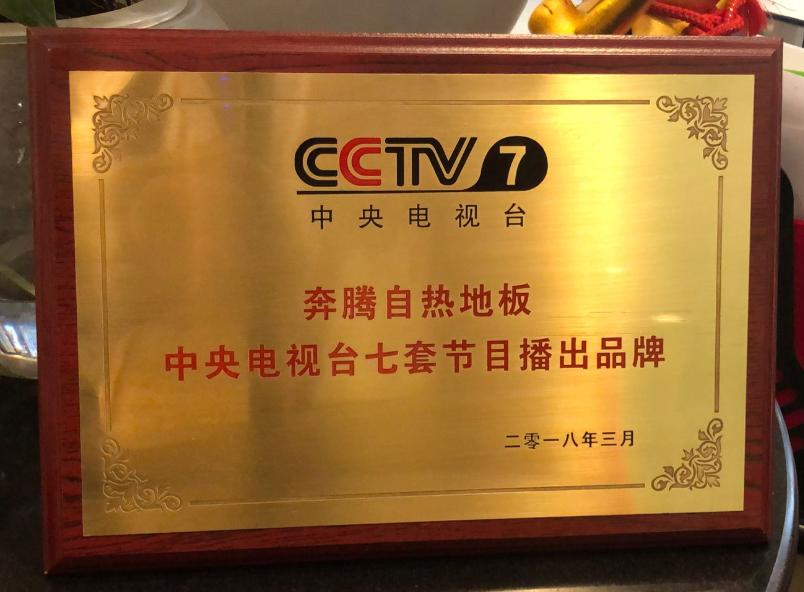 CCTV 7
中央电视台
奔腾自热地板
中央电视台七套节目播出品牌
二零一八年三月